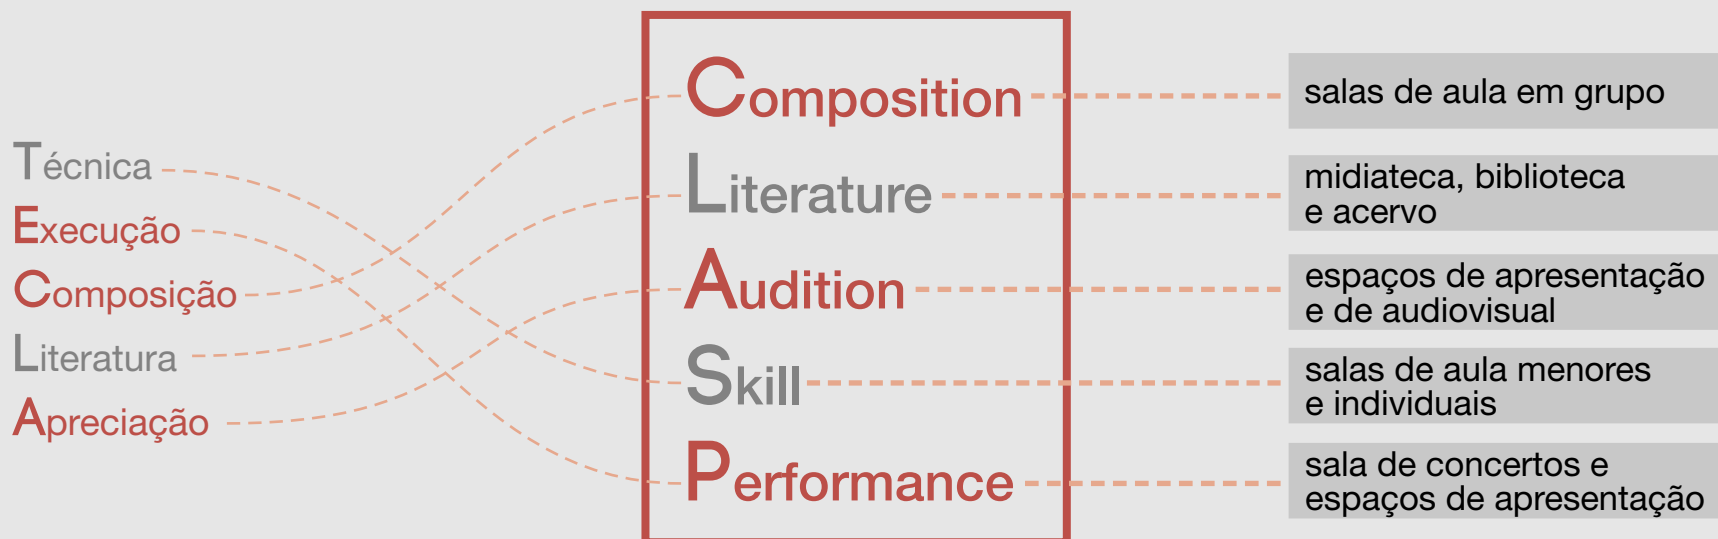 Técnica
Execução
Composição
Literatura
Apreciação
Composition
Literature
Audition
Skill
Performance
salas de aula em grupo
midiateca, biblioteca
e acervo
espaços de apresentação
e de audiovisual
salas de aula menores
e individuais
sala de concertos e
espaços de apresentação